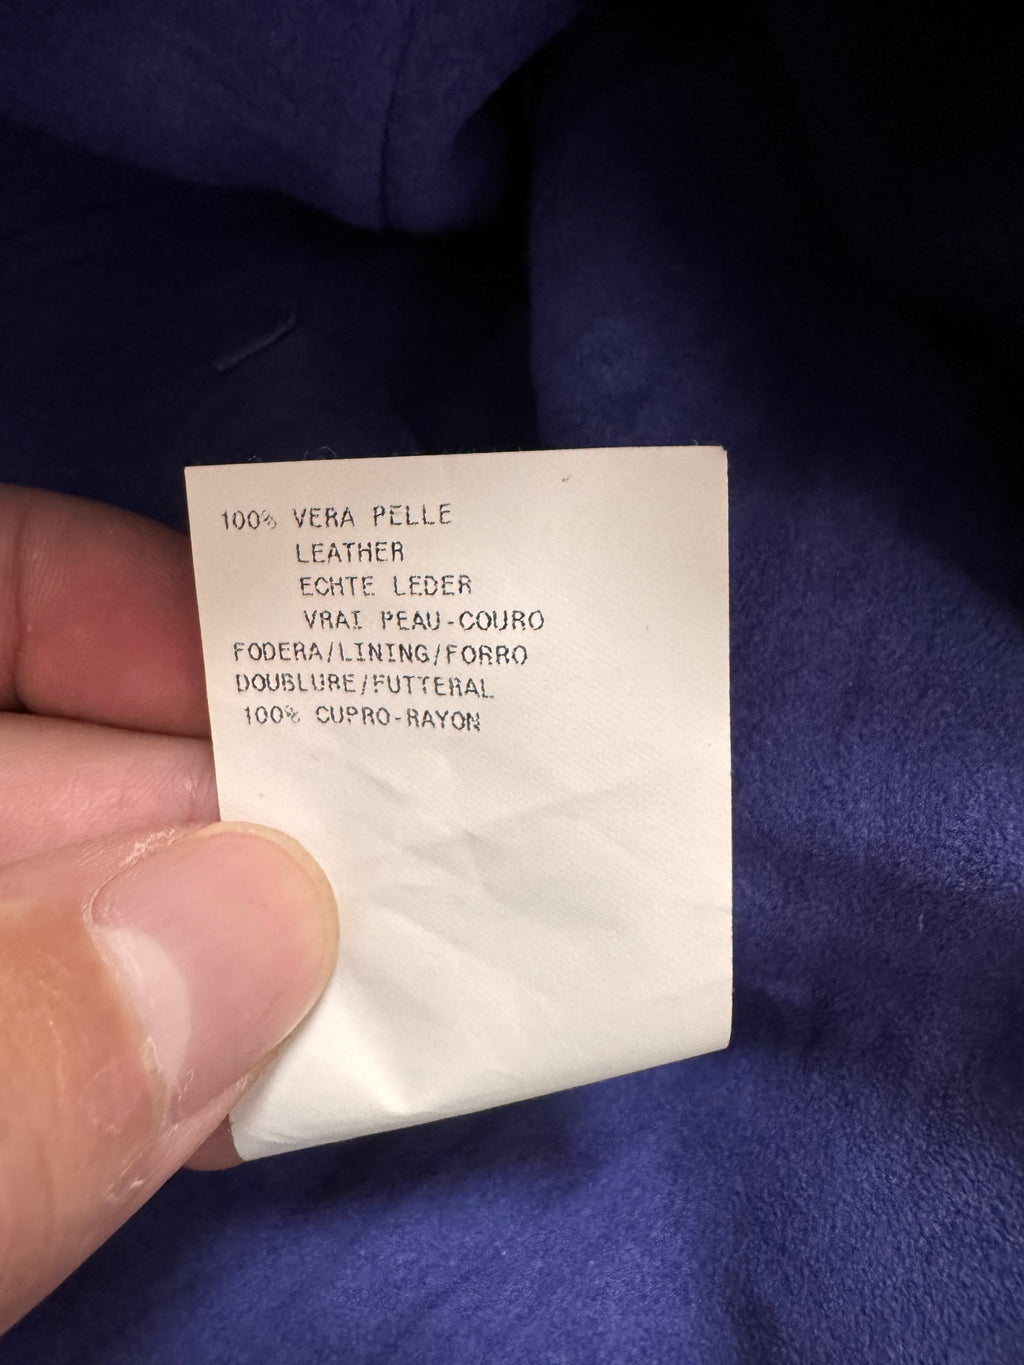 100% VERA PELLE
LEATHER
ECHTE LEDER
VRAI PEAU-COURO
FODERA/LINING/FORRO
DOUBLURE/FUTTERAL
100% CUPRO-RAYON